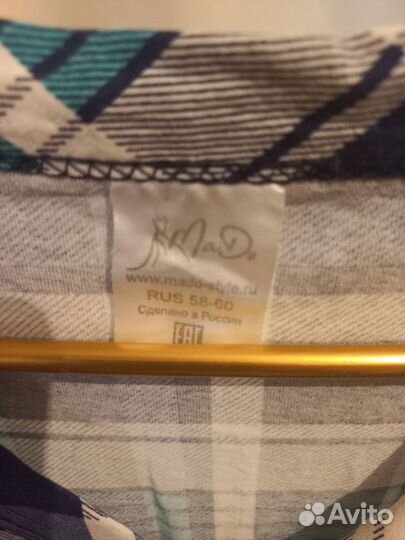 MaDo
www.mado-style.ru
RUS 58-60
Сделано в России
EAC
Avito